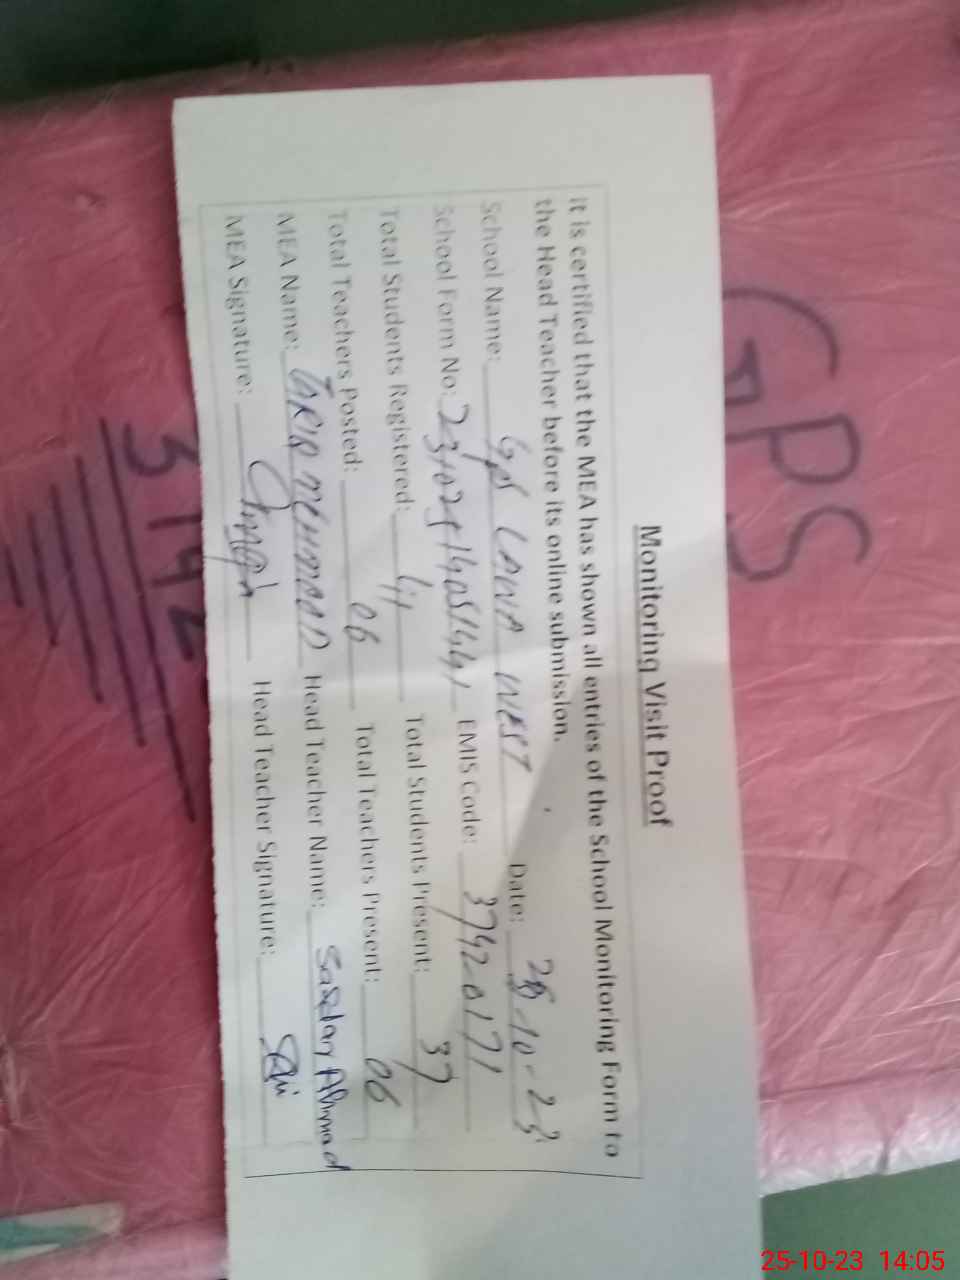 GPS
3142
Monitoring Visit Proof
It is certified that the MEA has shown all entries of the School Monitoring Form to
the Head Teacher before its online submission.
School Name: GPS LAWA WEST Date: 25-10-23
School Form No: EMIS Code: 37420171
Total Students Registered: 41 Total Students Present: 37
Total Teachers Posted: 06 Total Teachers Present: 06
MEA Name: TARIQ MEHMOOD Head Teacher Name: Ahmad
MEA Signature: Head Teacher Signature:
25-10-23 14:05